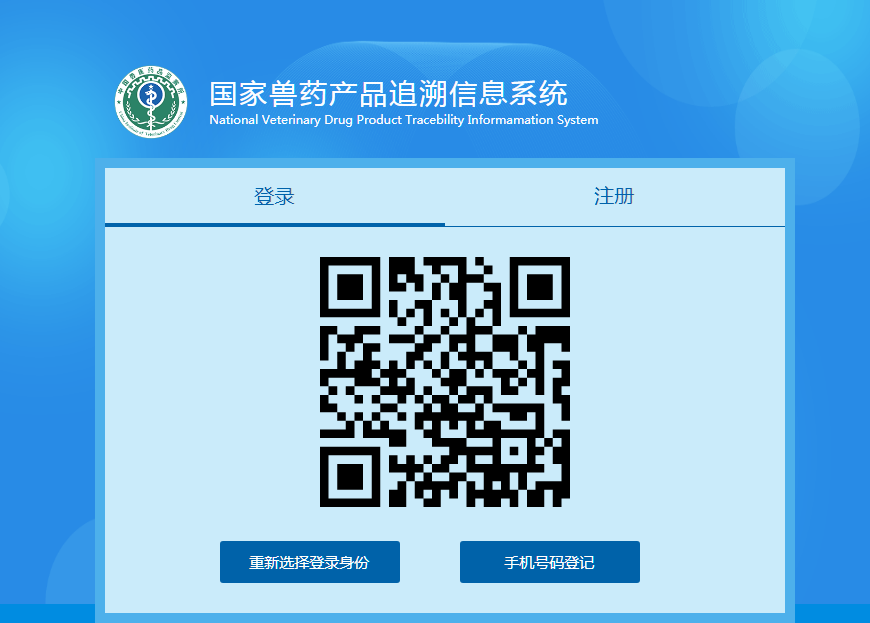 国家兽药产品追溯信息系统
National Veterinary Drug Product Tracebility Informamation System
登录
注册
重新选择登录身份
手机号码登记